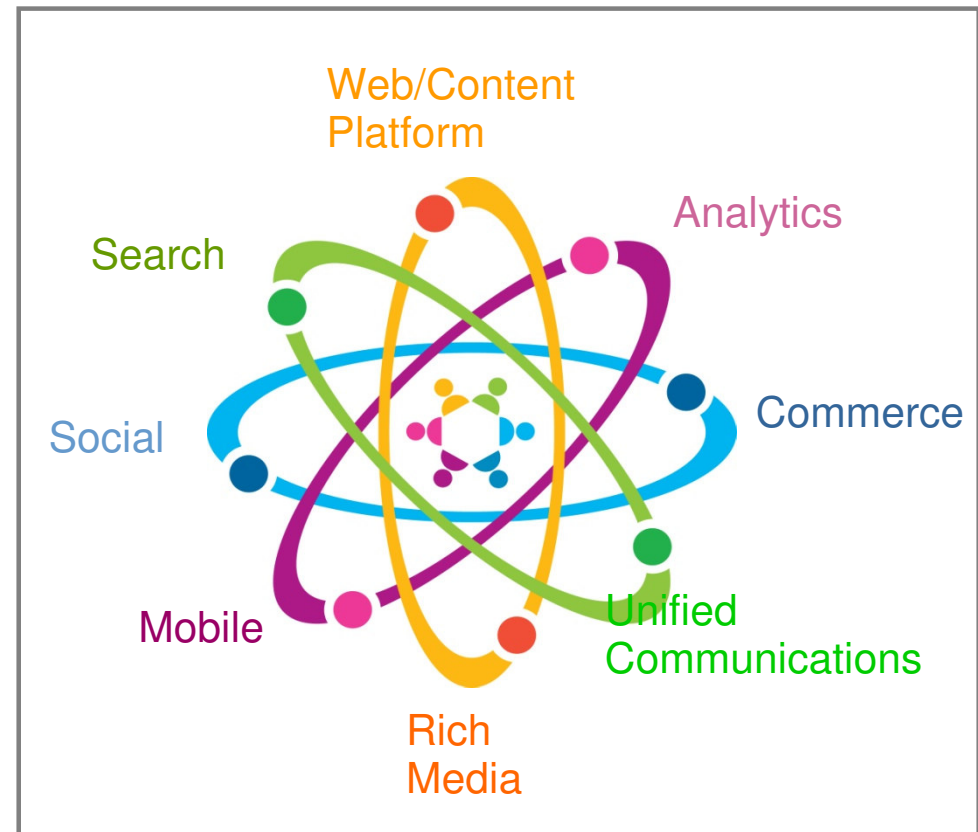 Web/Content
Platform
Analytics
Search
Commerce
Social
Unified
Communications
Mobile
Rich
Media